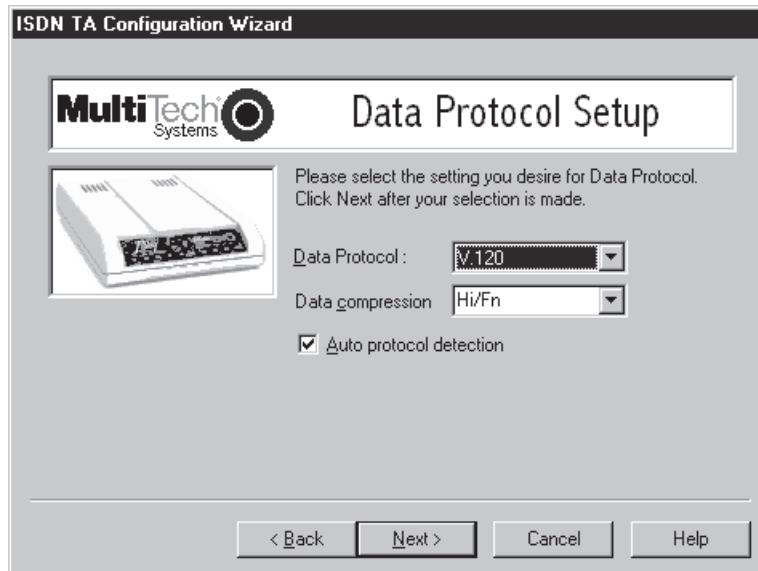 ISDN TA Configuration Wizard
MultiTech
Systems
Data Protocol Setup
Please select the setting you desire for Data Protocol.
Click Next after your selection is made.
Data Protocol : V.120
Data compression Hi/Fn
Auto protocol detection
< Back Next > Cancel Help